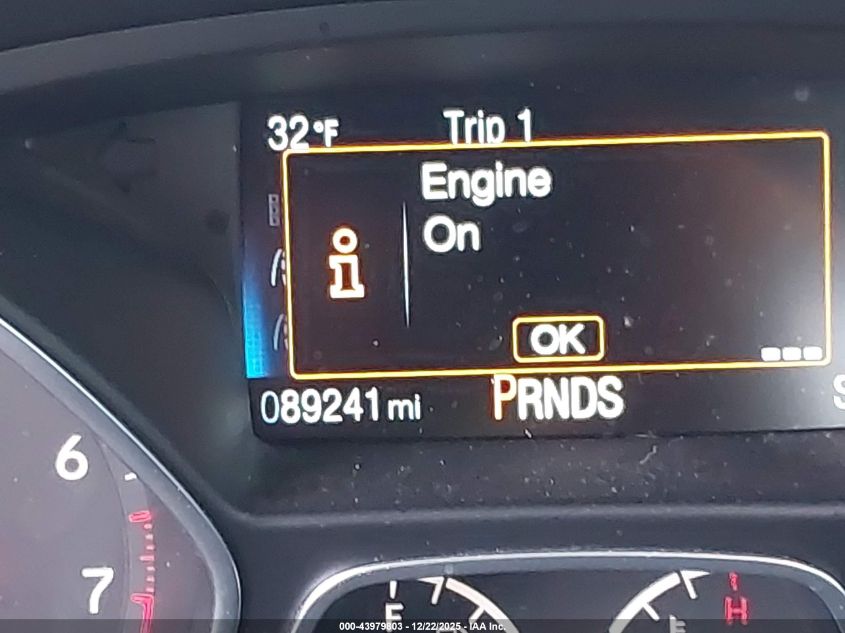 32°F Trip 1
Engine
On
i
OK
089241 mi PRNDS S
6
7
F H
000-43979803 - 12/22/2025 - IAA Inc.